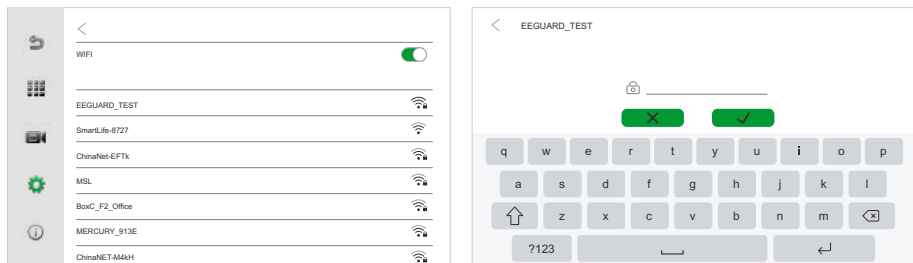 WIFI
EEGUARD_TEST
SmartLife-8727
ChinaNet-EFTk
MSL
BoxC_F2_Office
MERCURY_913E
ChinaNET-M4kH
EEGUARD_TEST
q w e r t y u i o p
a s d f g h j k l
z x c v b n m
?123